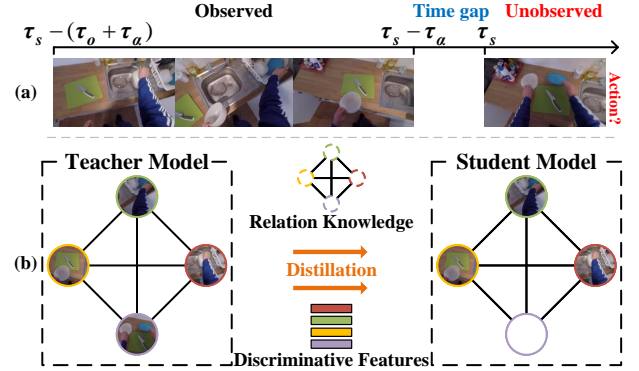 Observed
Time gap
Unobserved
τs − (τo + τα)
τs − τα
τs
(a)
Action?
Teacher Model
Student Model
Relation Knowledge
(b)
Distillation
Discriminative Features